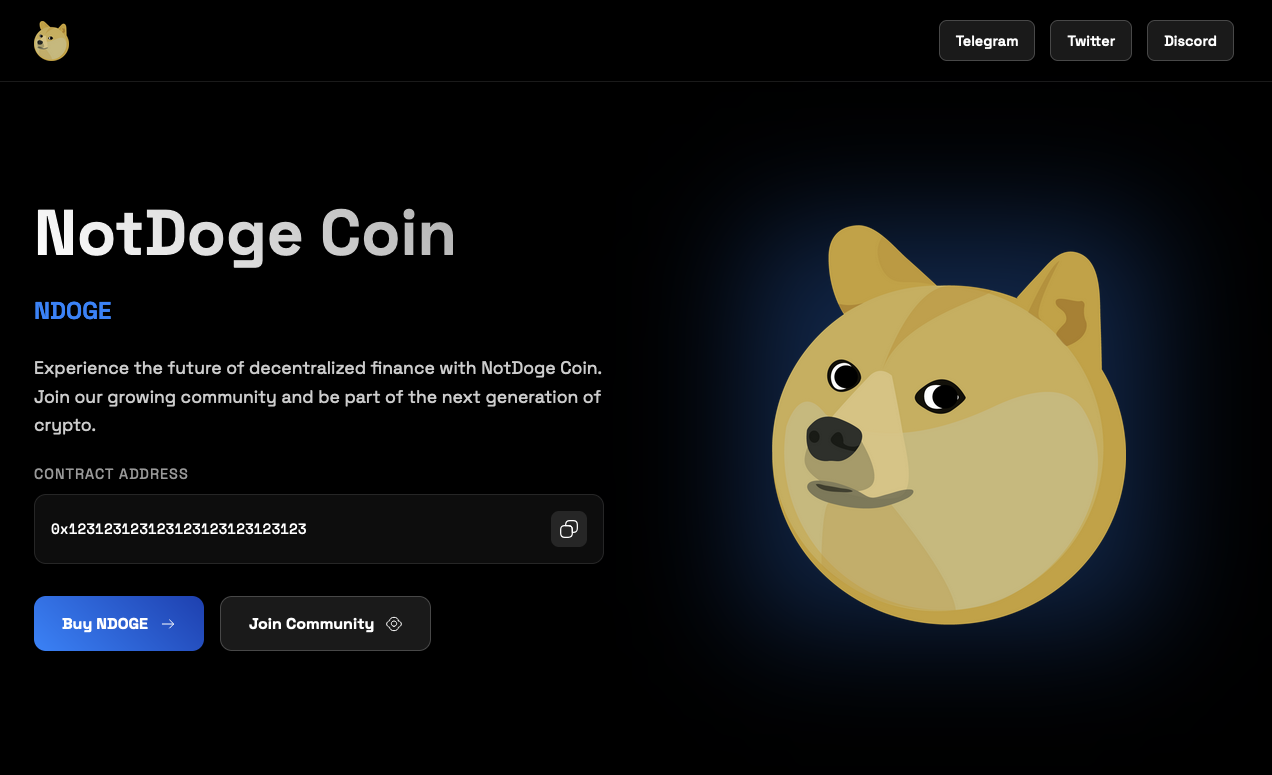 Telegram
Twitter
Discord
NotDoge Coin
NDOGE
Experience the future of decentralized finance with NotDoge Coin.
Join our growing community and be part of the next generation of
crypto.
CONTRACT ADDRESS
0x123123123123123123123123123
Buy NDOGE
Join Community